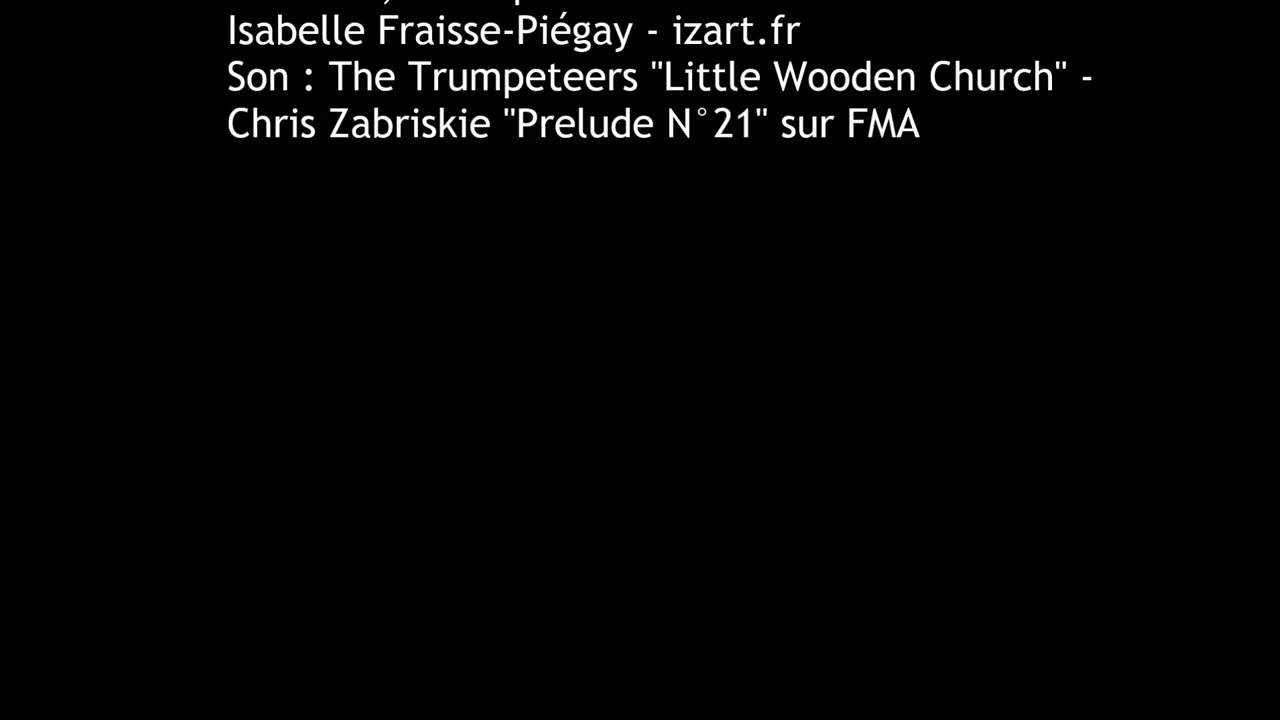 Isabelle Fraisse-Piégay - izart.fr
Son : The Trumpeteers "Little Wooden Church" -
Chris Zabriskie "Prelude N°21" sur FMA